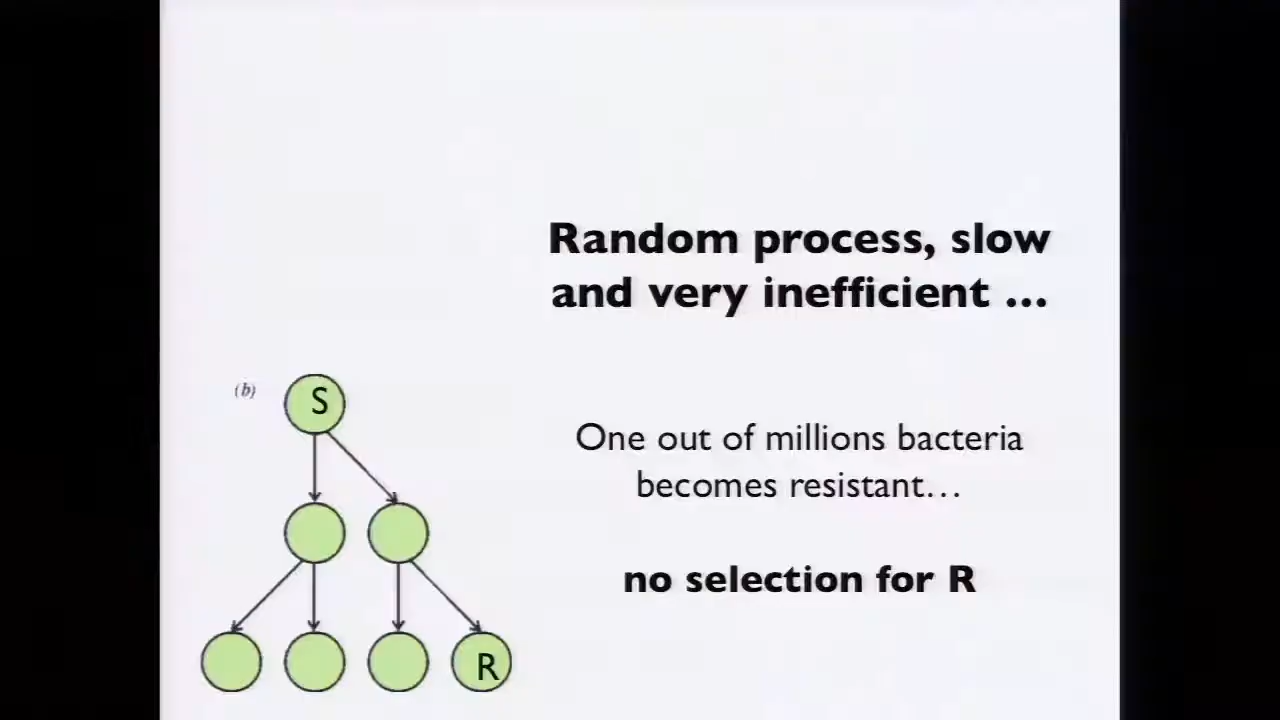 Random process, slow
and very inefficient ...
(b)
S
One out of millions bacteria
becomes resistant...
no selection for R
R